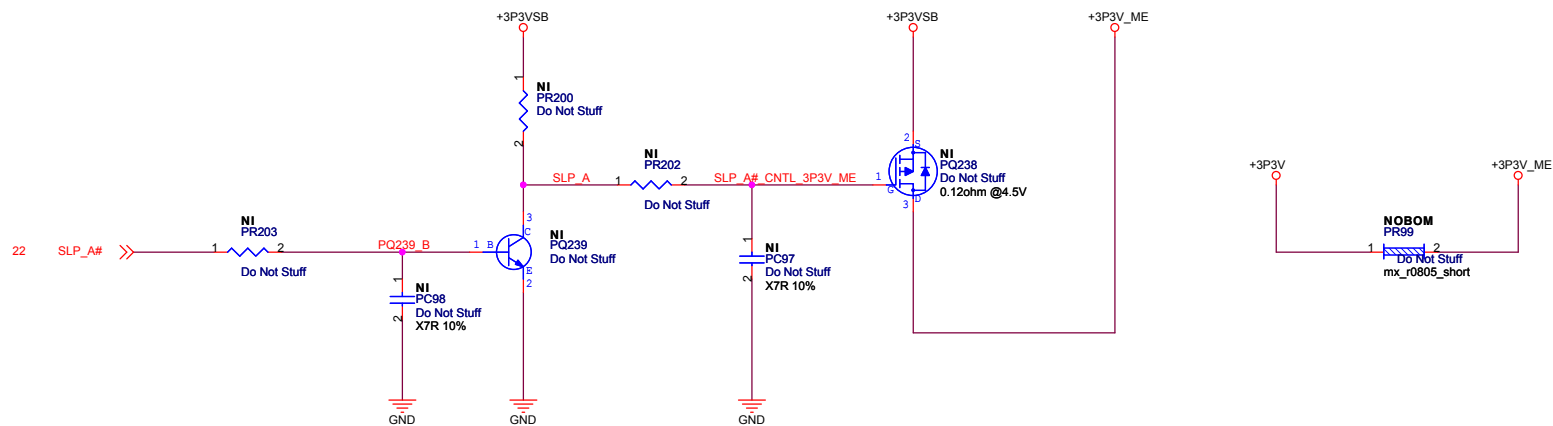 +3P3VSB
+3P3VSB
+3P3V_ME
1
NI
PR200
Do Not Stuff
2
2
S
NI
PQ238
Do Not Stuff
0.12ohm @4.5V
1
G
D
3
NI
PR202
SLP_A
1
2
SLP_A#_CNTL_3P3V_ME
Do Not Stuff
+3P3V
+3P3V_ME
NOBOM
PR99
1
2
Do Not Stuff
mx_r0805_short
22
SLP_A#
NI
PR203
1
2
Do Not Stuff
PQ239_B
3
C
1
B
E
2
NI
PQ239
Do Not Stuff
1
NI
PC97
Do Not Stuff
X7R 10%
2
1
NI
PC98
Do Not Stuff
X7R 10%
2
GND
GND
GND